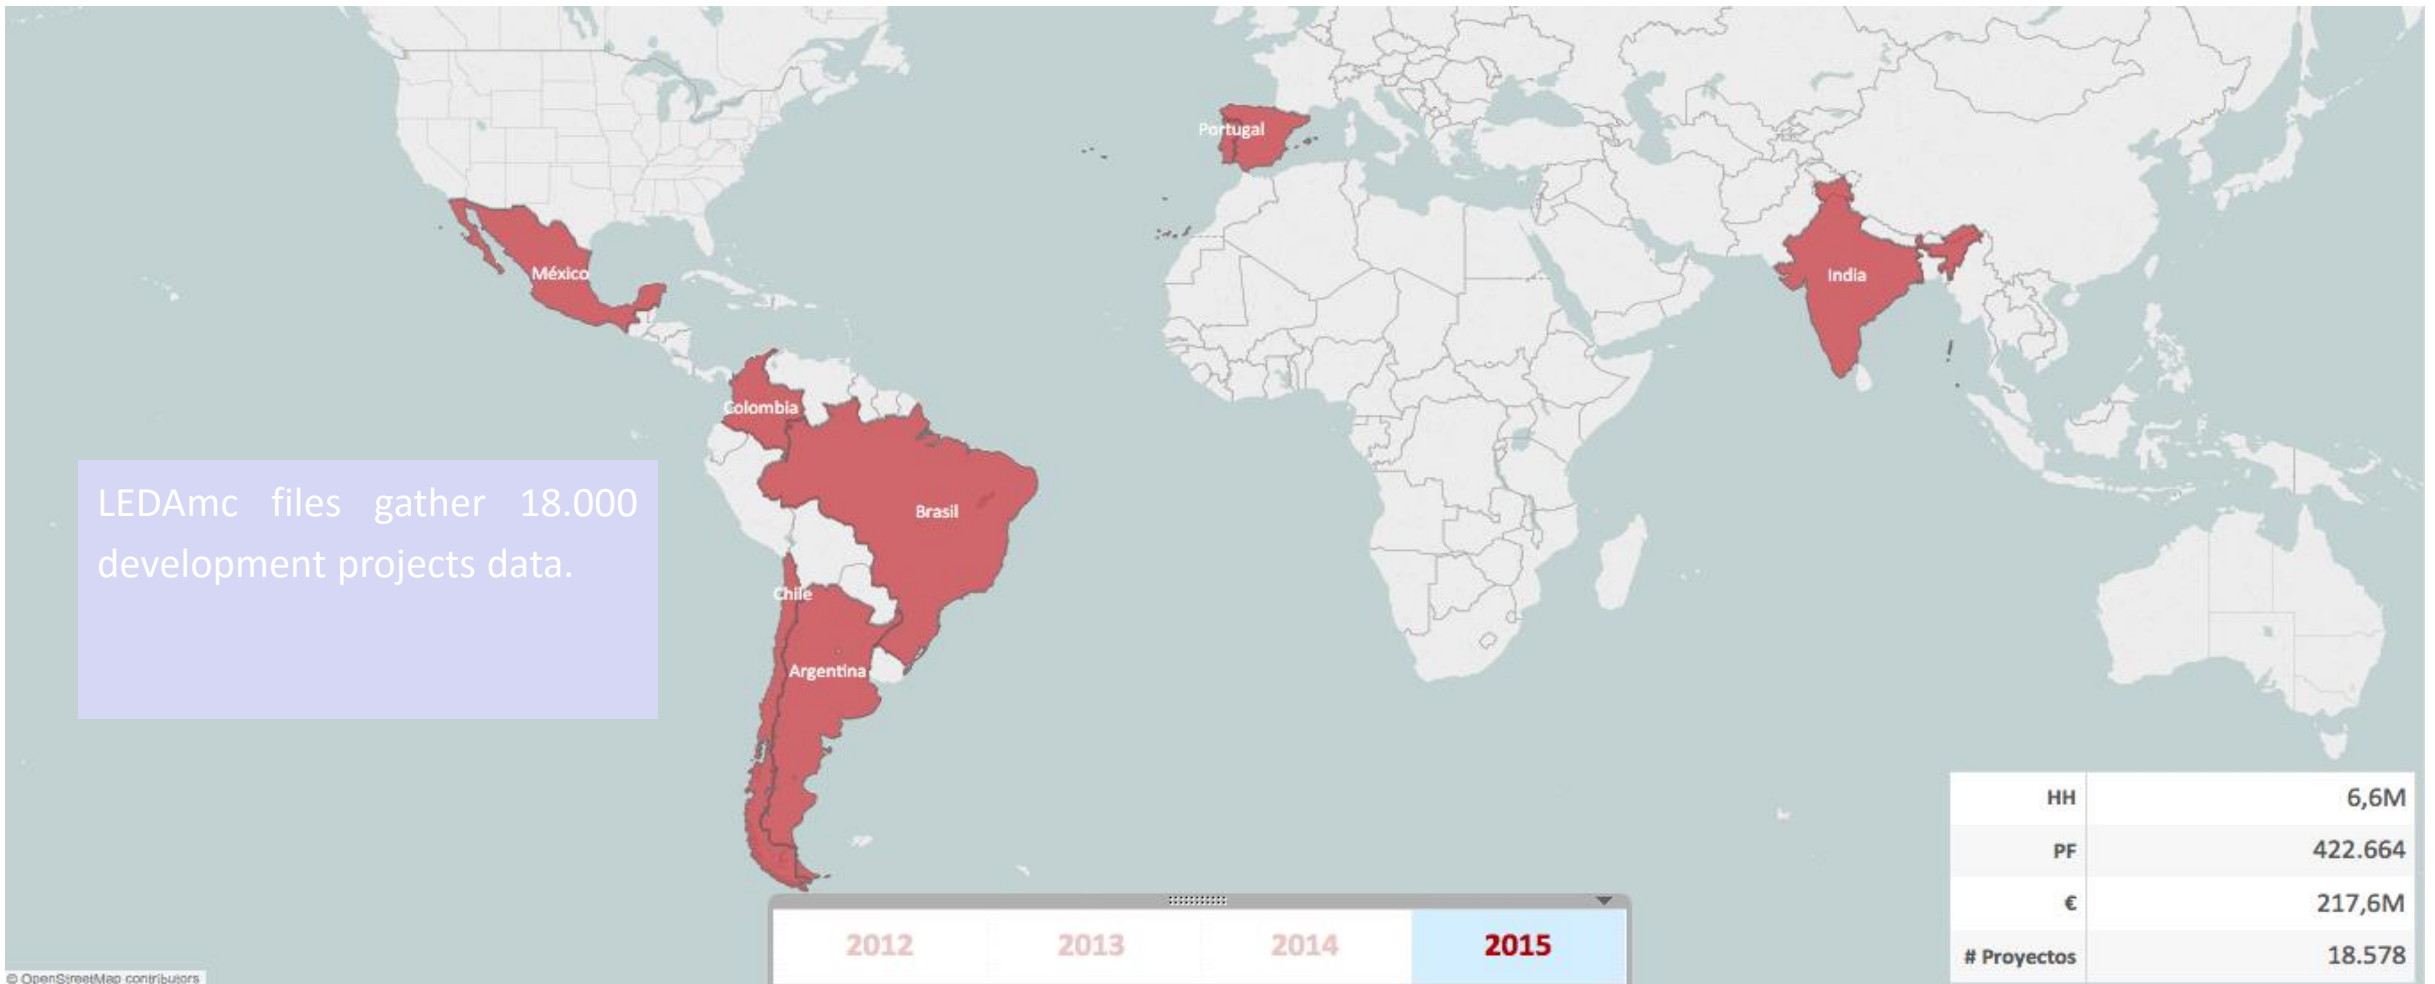 Portugal
México
India
Colombia
LEDAmc files gather 18.000
development projects data.
Brasil
Chile
Argentina
HH 6,6M
PF 422.664
€ 217,6M
# Proyectos 18.578
2012 2013 2014 2015
© OpenStreetMap contributors